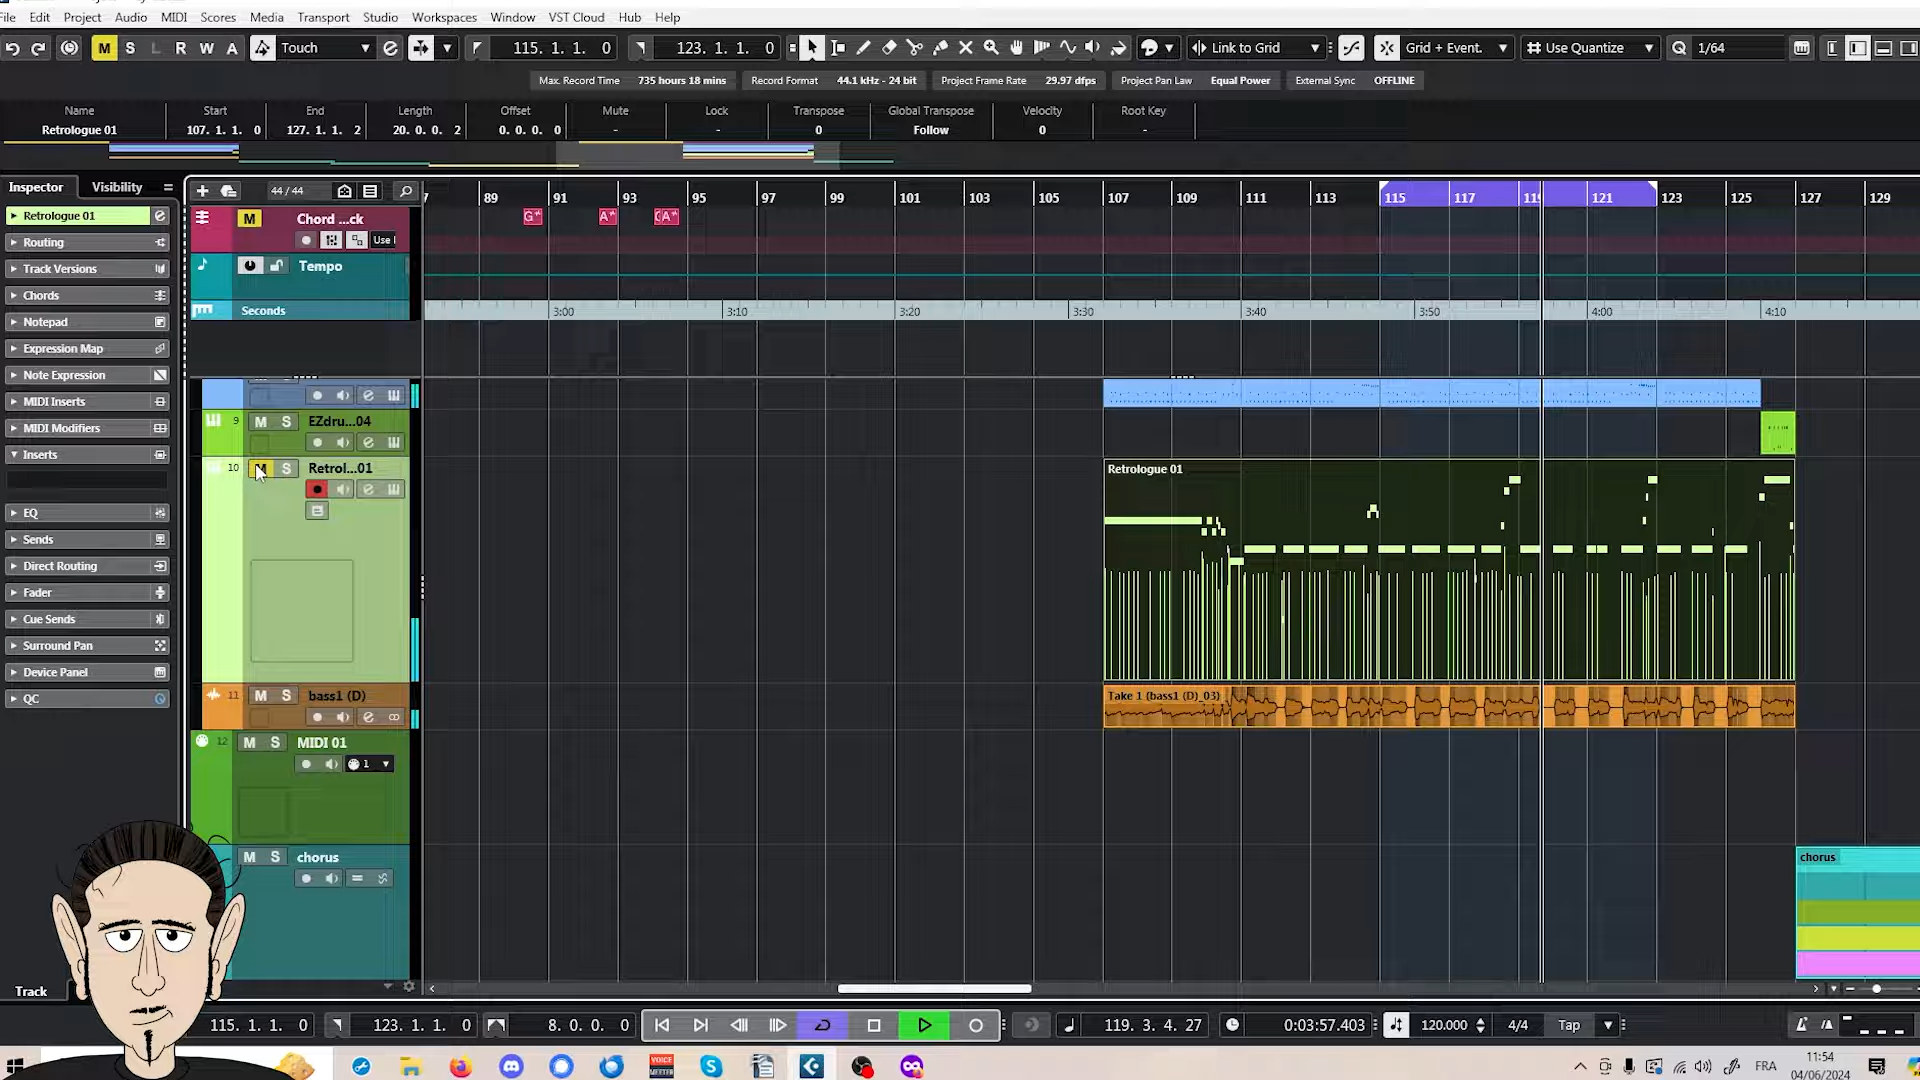 File Edit Project Audio MIDI Scores Media Transport Studio Workspaces Window VST Cloud Hub Help
M S L R W A Touch 115. 1. 1. 0 123. 1. 1. 0 Link to Grid Grid + Event. Use Quantize Q 1/64
Max. Record Time 735 hours 18 mins Record Format 44.1 kHz - 24 bit Project Frame Rate 29.97 dfps Project Pan Law Equal Power External Sync OFFLINE
Name Start End Length Offset Mute Lock Transpose Global Transpose Velocity Root Key
Retrologue 01 107. 1. 1. 0 127. 1. 1. 2 20. 0. 0. 2 0. 0. 0. 0 - - 0 Follow 0 -
Inspector Visibility 44 / 44 89 91 93 95 97 99 101 103 105 107 109 111 113 115 117 119 121 123 125 127 129
Retrologue 01
M Chord ...ck G A A
Use
Routing
Tempo
Track Versions
Chords
Seconds 3:00 3:10 3:20 3:30 3:40 3:50 4:00 4:10
Notepad
Expression Map
Note Expression
MIDI Inserts
9 M S EZdru...04
MIDI Modifiers
Inserts
10 M S Retrol...01 Retrologue 01
EQ
Sends
Direct Routing
Fader
Cue Sends
Surround Pan
Device Panel
QC
11 M S bass1 (D) Take 1 (bass1 (D)_03)
12 M S MIDI 01
1
M S chorus chorus
Track
115. 1. 1. 0 123. 1. 1. 0 8. 0. 0. 0 119. 3. 4. 27 0:03:57.403 120.000 4/4 Tap
VOICE
MEETER
FRA
11:54
04/06/2024